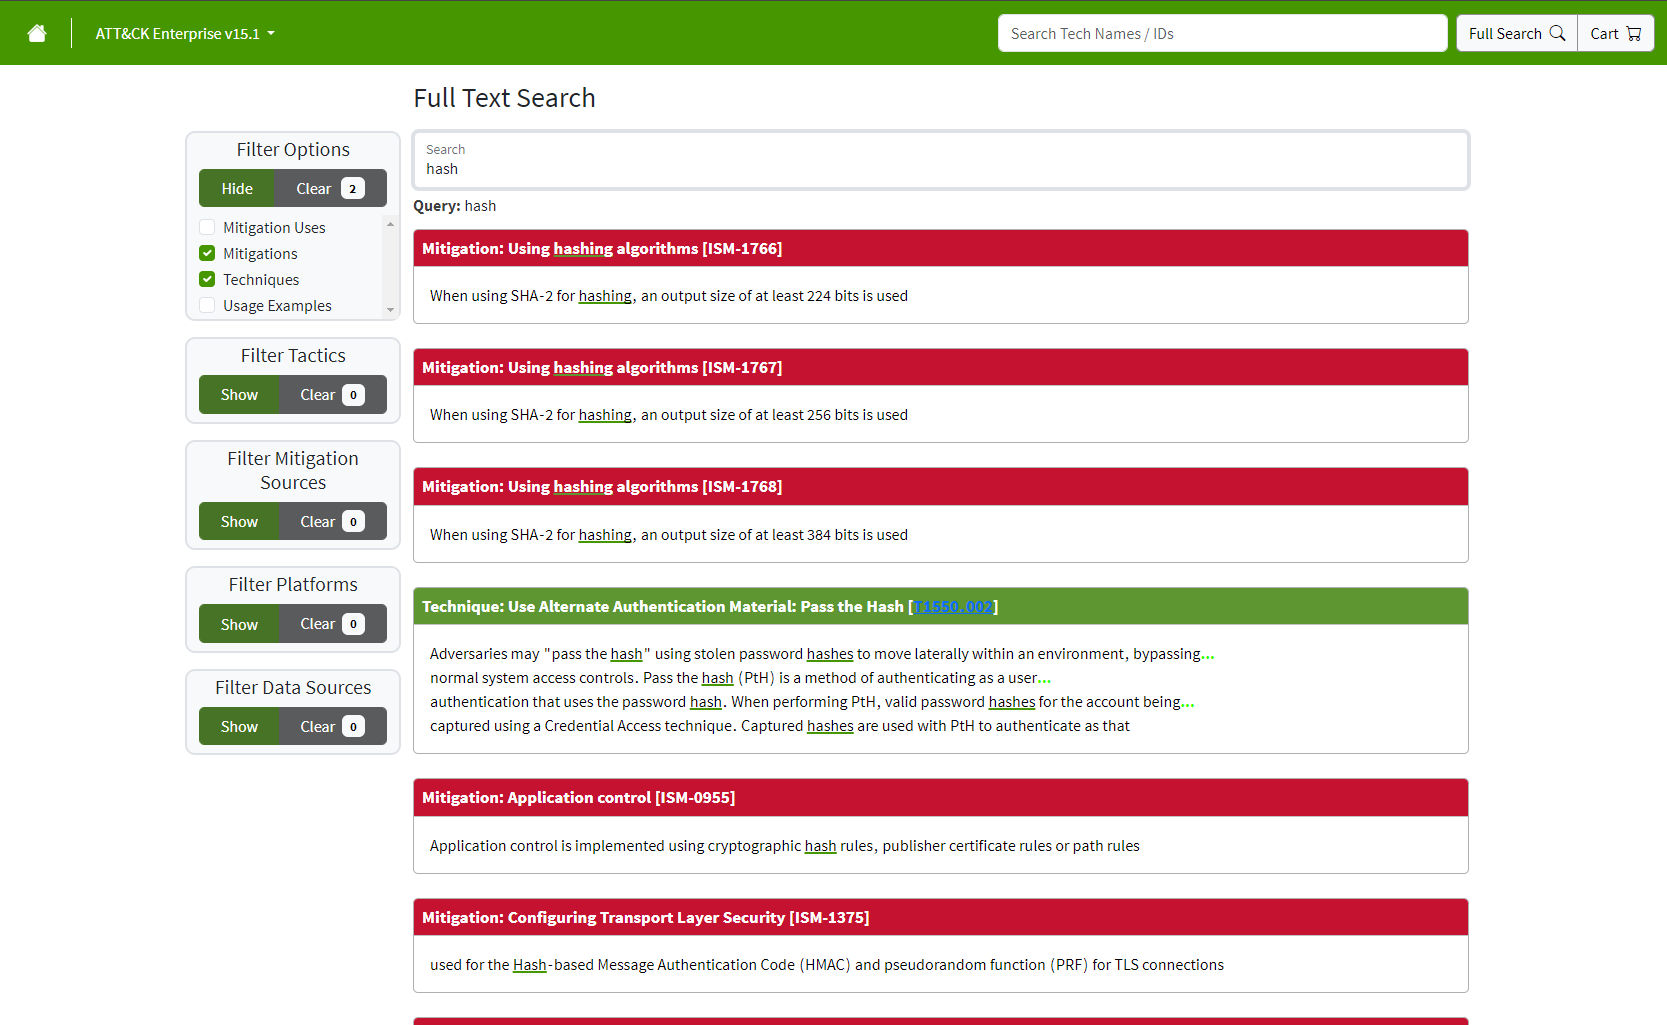 ATT&CK Enterprise v15.1
Search Tech Names / IDs
Full Search
Cart
Full Text Search
Filter Options
Hide
Clear 2
Mitigation Uses
Mitigations
Techniques
Usage Examples
Filter Tactics
Show
Clear 0
Filter Mitigation
Sources
Show
Clear 0
Filter Platforms
Show
Clear 0
Filter Data Sources
Show
Clear 0
Search
hash
Query: hash
Mitigation: Using hashing algorithms [ISM-1766]
When using SHA-2 for hashing, an output size of at least 224 bits is used
Mitigation: Using hashing algorithms [ISM-1767]
When using SHA-2 for hashing, an output size of at least 256 bits is used
Mitigation: Using hashing algorithms [ISM-1768]
When using SHA-2 for hashing, an output size of at least 384 bits is used
Technique: Use Alternate Authentication Material: Pass the Hash [T1550.002]
Adversaries may "pass the hash" using stolen password hashes to move laterally within an environment, bypassing...
normal system access controls. Pass the hash (PtH) is a method of authenticating as a user...
authentication that uses the password hash. When performing PtH, valid password hashes for the account being...
captured using a Credential Access technique. Captured hashes are used with PtH to authenticate as that
Mitigation: Application control [ISM-0955]
Application control is implemented using cryptographic hash rules, publisher certificate rules or path rules
Mitigation: Configuring Transport Layer Security [ISM-1375]
used for the Hash-based Message Authentication Code (HMAC) and pseudorandom function (PRF) for TLS connections